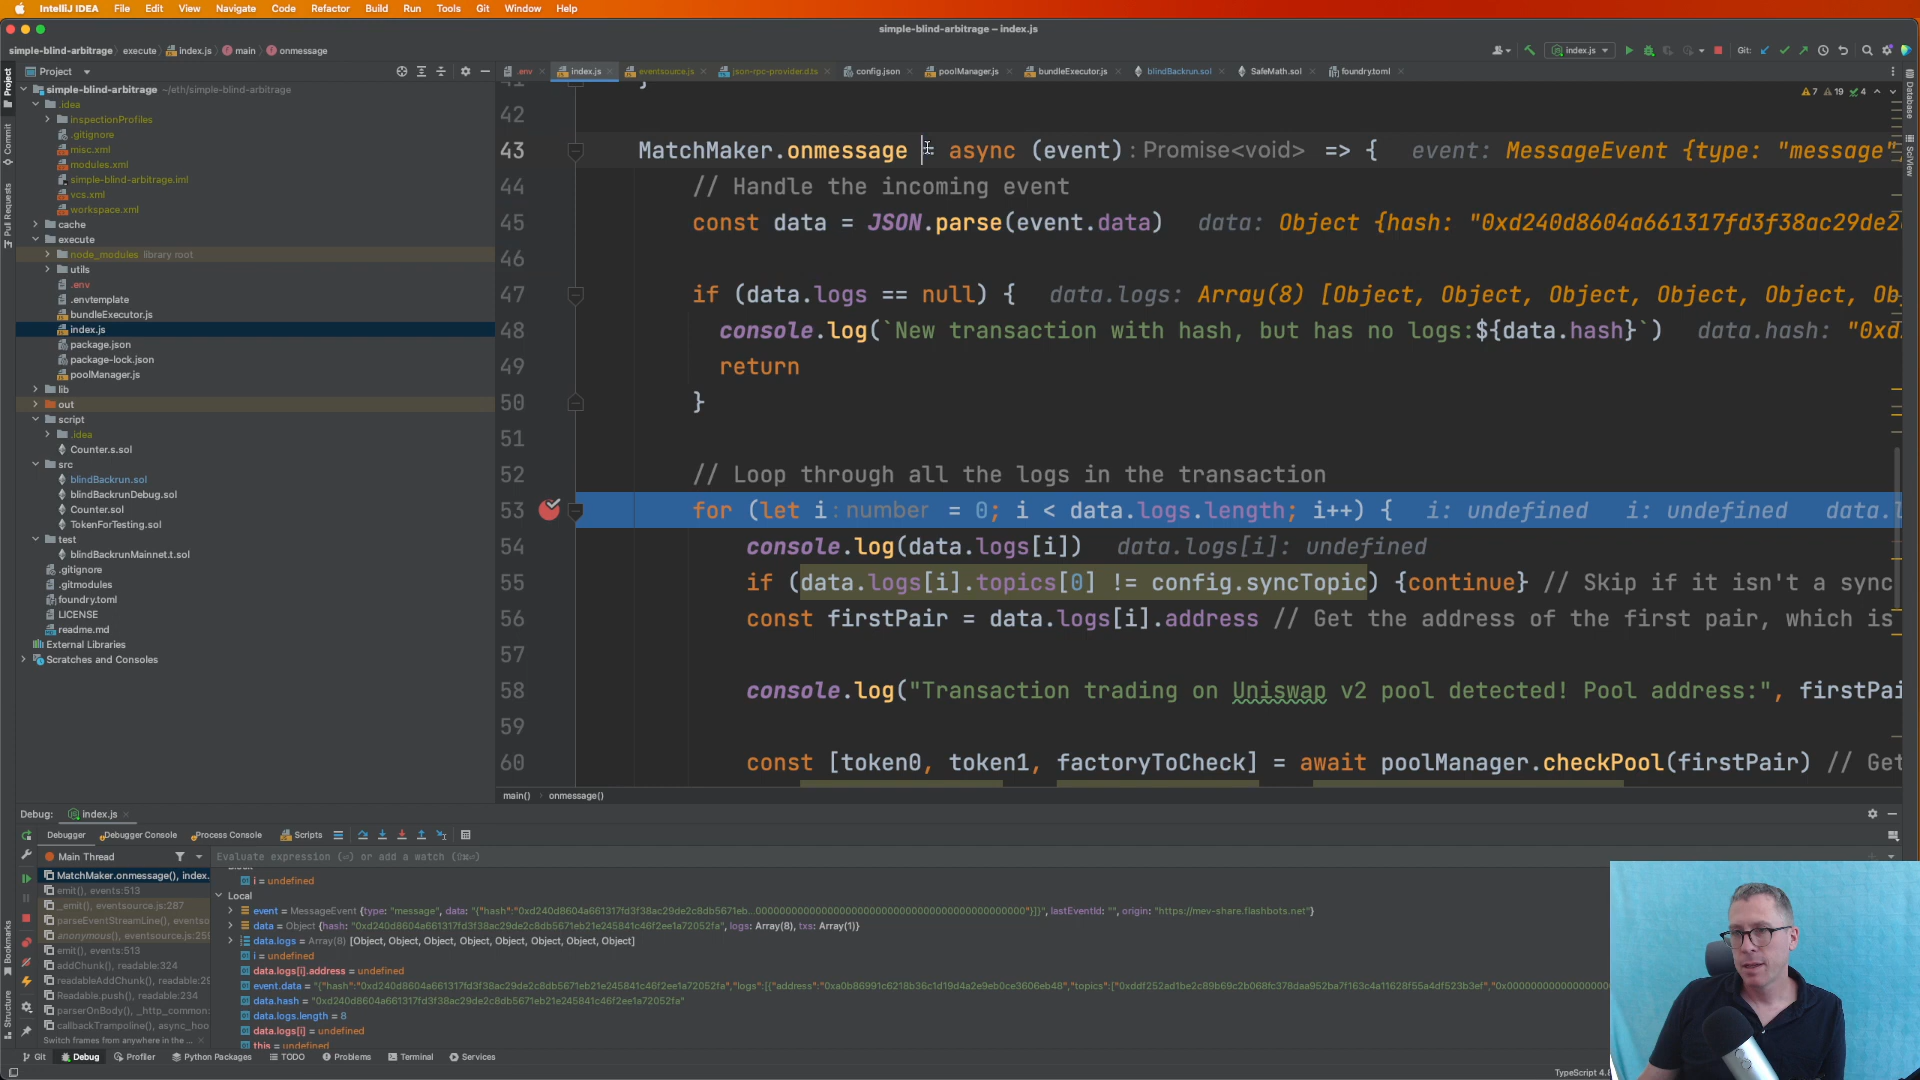 IntelliJ IDEA File Edit View Navigate Code Refactor Build Run Tools Git Window Help
simple-blind-arbitrage – index.js
simple-blind-arbitrage execute index.js main onmessage
index.js Git:
Project
.env index.js eventsource.js json-rpc-provider.d.ts config.json poolManager.js bundleExecutor.js blindBackrun.sol SafeMath.sol foundry.toml
simple-blind-arbitrage ~/eth/simple-blind-arbitrage
.idea
inspectionProfiles
.gitignore
misc.xml
modules.xml
simple-blind-arbitrage.iml
vcs.xml
workspace.xml
cache
execute
node_modules library root
utils
.env
.envtemplate
bundleExecutor.js
index.js
package.json
package-lock.json
poolManager.js
lib
out
script
.idea
Counter.s.sol
src
blindBackrun.sol
blindBackrunDebug.sol
Counter.sol
TokenForTesting.sol
test
blindBackrunMainnet.t.sol
.gitignore
.gitmodules
foundry.toml
LICENSE
readme.md
External Libraries
Scratches and Consoles
Project
Commit
Pull Requests
Bookmarks
Structure
Database
SciView
7 19 4
41 }
42
43 MatchMaker.onmessage = async (event) : Promise<void> => { event: MessageEvent {type: "message",
44 // Handle the incoming event
45 const data = JSON.parse(event.data) data: Object {hash: "0xd240d8604a661317fd3f38ac29de2
46
47 if (data.logs == null) { data.logs: Array(8) [Object, Object, Object, Object, Object, Ob
48 console.log(`New transaction with hash, but has no logs:${data.hash}`) data.hash: "0xd
49 return
50 }
51
52 // Loop through all the logs in the transaction
53 for (let i : number = 0; i < data.logs.length; i++) { i: undefined i: undefined data.l
54 console.log(data.logs[i]) data.logs[i]: undefined
55 if (data.logs[i].topics[0] != config.syncTopic) {continue} // Skip if it isn't a sync
56 const firstPair = data.logs[i].address // Get the address of the first pair, which is
57
58 console.log("Transaction trading on Uniswap v2 pool detected! Pool address:", firstPai
59
60 const [token0, token1, factoryToCheck] = await poolManager.checkPool(firstPair) // Get
main() onmessage()
Debug: index.js
Debugger Debugger Console Process Console Scripts
Main Thread
Evaluate expression (⏎) or add a watch (⇧⌘⏎)
MatchMaker.onmessage(), index.
emit(), events:513
_emit(), eventsource.js:287
parseEventStreamLine(), eventso
anonymous(), eventsource.js:25
emit(), events:513
addChunk(), readable:324
readableAddChunk(), readable:29
Readable.push(), readable:234
parserOnBody(), _http_common:
callbackTrampoline(), async_hoo
Switch frames from anywhere in the ...
i = undefined
Local
event = MessageEvent {type: "message", data: "{"hash":"0xd240d8604a661317fd3f38ac29de2c8db5671eb...
data = Object {hash: "0xd240d8604a661317fd3f38ac29de2c8db5671eb21e245841c46f2ee1a72052fa", logs: Array(8), txs: Array(1)}
data.logs = Array(8) [Object, Object, Object, Object, Object, Object, Object, Object]
i = undefined
data.logs[i].address = undefined
event.data = "{"hash":"0xd240d8604a661317fd3f38ac29de2c8db5671eb21e245841c46f2ee1a72052fa","logs":[{"address":"0xa0b86991c6218b36c1d19d4a2e9eb0ce3606eb48","topics":["0xddf252ad1be2c89b69c2b068fc378daa952ba7f163c4a11628f55a4df523b3ef",
data.hash = "0xd240d8604a661317fd3f38ac29de2c8db5671eb21e245841c46f2ee1a72052fa"
data.logs.length = 8
data.logs[i] = undefined
this = undefined
Git Debug Profiler Python Packages TODO Problems Terminal Services
TypeScript 4.